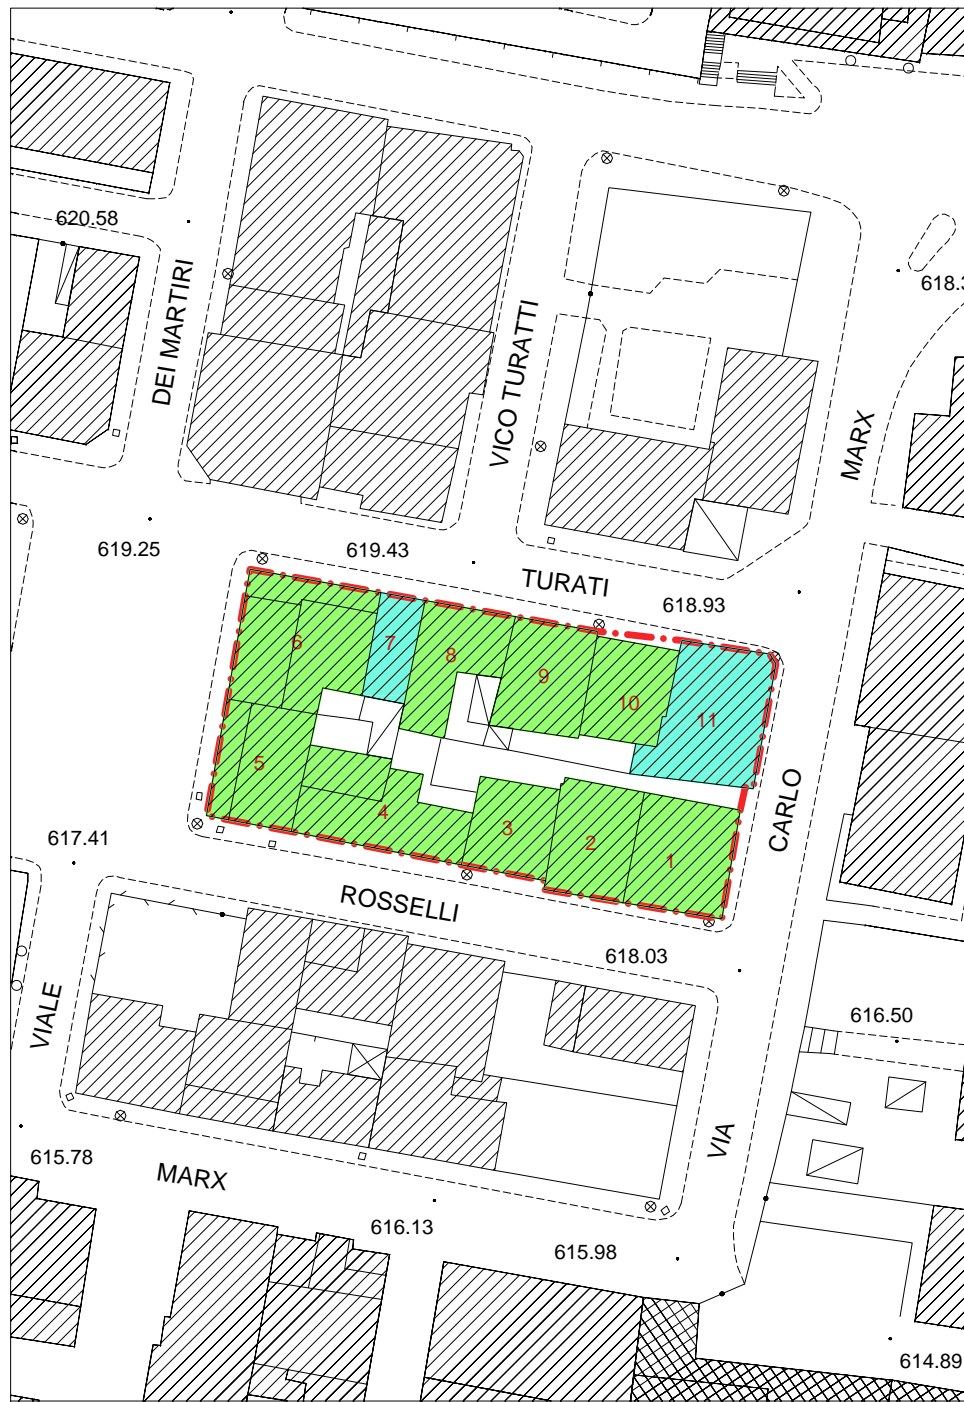 620.58
618.3
DEI MARTIRI
VICO TURATTI
MARX
619.25
619.43
TURATI
618.93
6
7
8
9
10
11
5
4
3
2
1
CARLO
617.41
ROSSELLI
618.03
VIALE
616.50
VIA
615.78
MARX
616.13
615.98
614.89